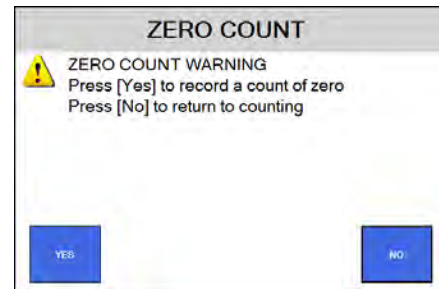 ZERO COUNT
ZERO COUNT WARNING
Press [Yes] to record a count of zero
Press [No] to return to counting
YES
NO